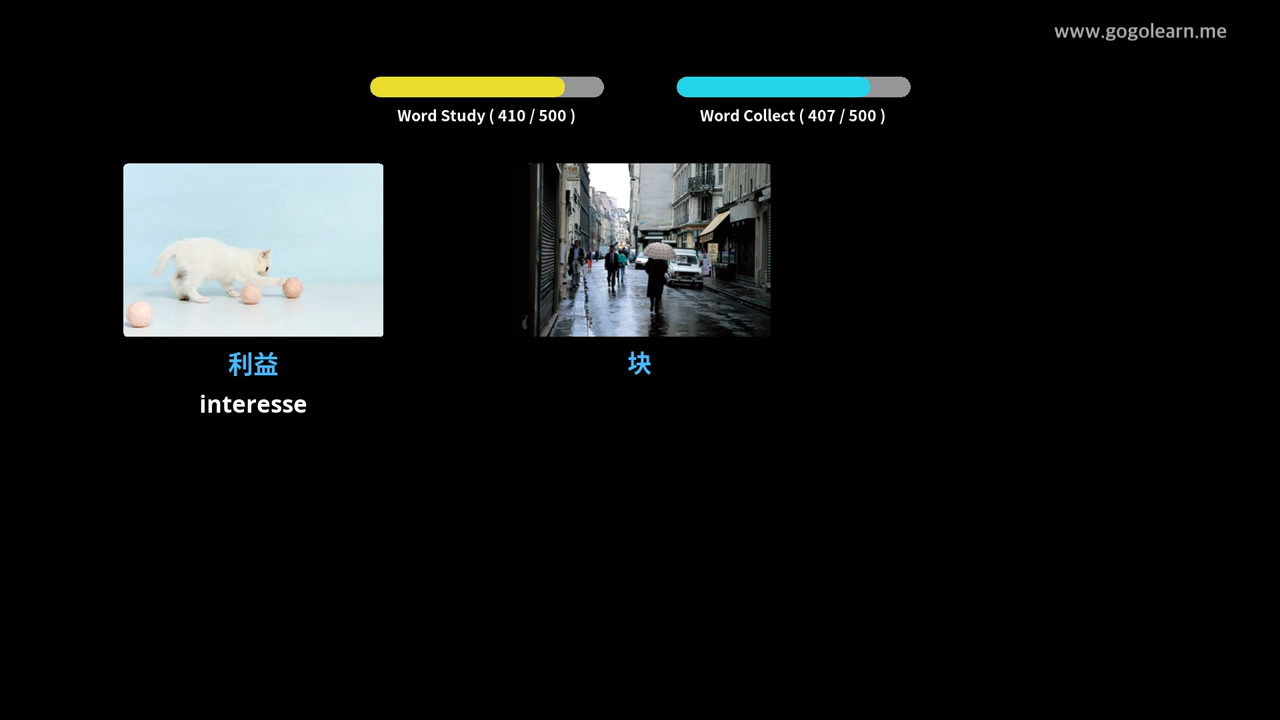 www.gogolearn.me
Word Study ( 410 / 500 )
Word Collect ( 407 / 500 )
利益
块
interesse